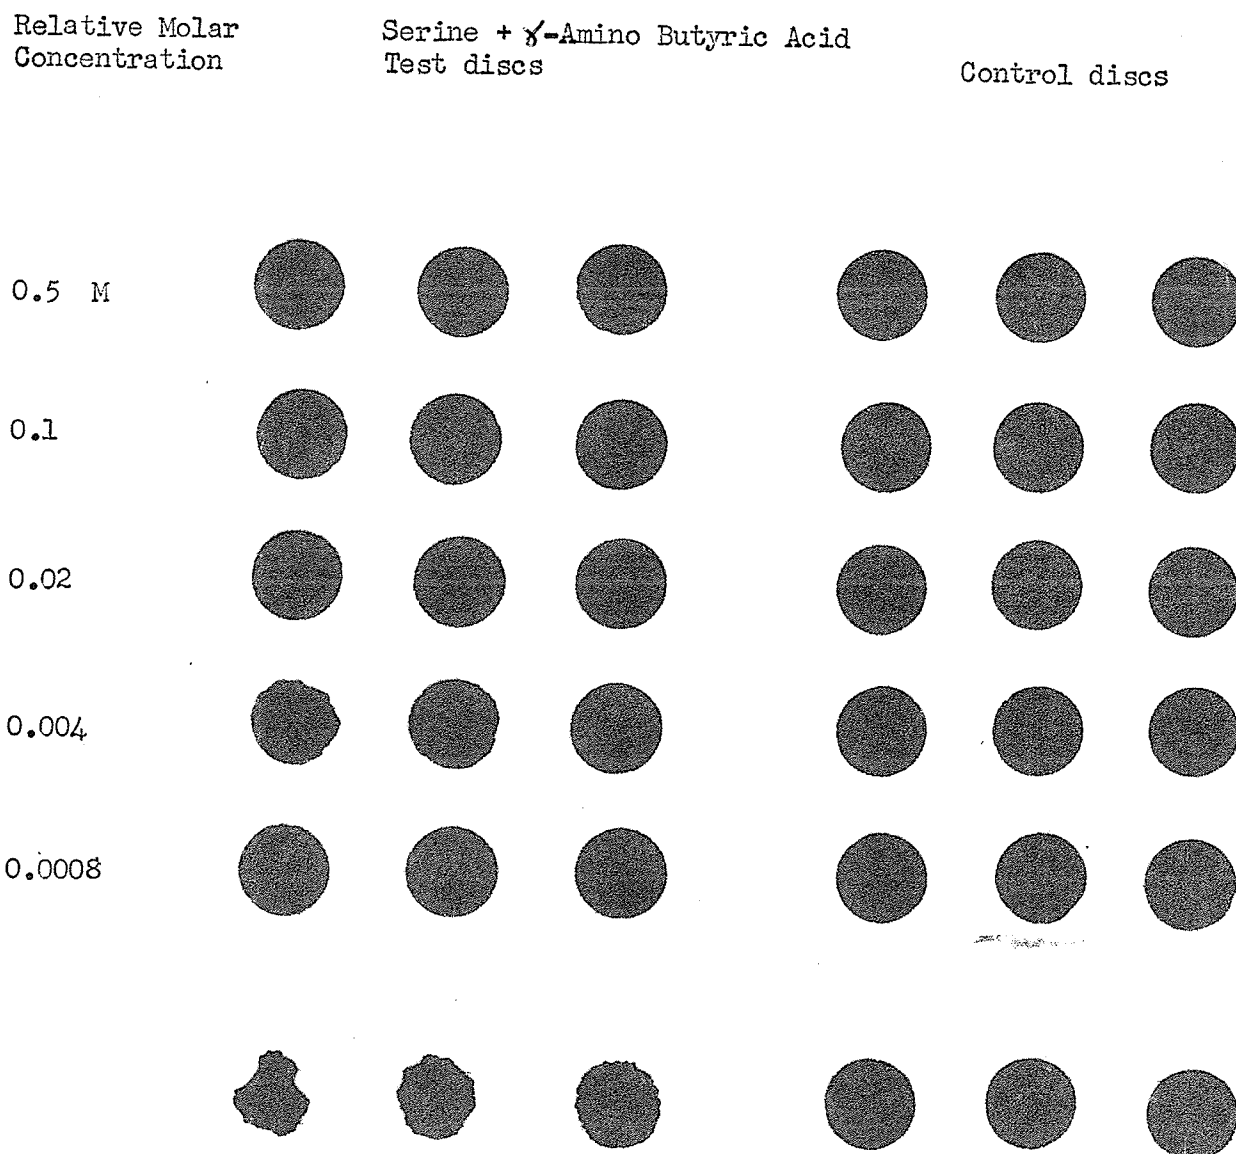 Relative Molar
Concentration
Serine + γ-Amino Butyric Acid
Test discs
Control discs
0.5 M
0.1
0.02
0.004
0.0008